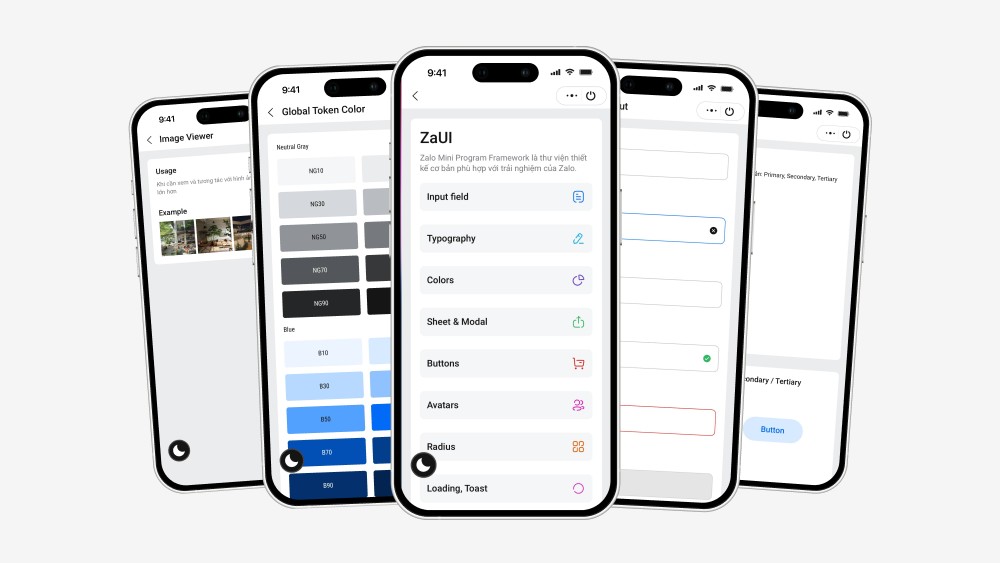 9:41
Image Viewer
Usage
Khi cần xem và tương tác với hình ản
lớn hơn
Example
9:41
Global Token Color
Neutral Gray
NG10
NG30
NG50
NG70
NG90
Blue
B10
B30
B50
B70
B90
9:41
ZaUI
Zalo Mini Program Framework là thư viện thiết
kế cơ bản phù hợp với trải nghiệm của Zalo.
Input field
Typography
Colors
Sheet & Modal
Buttons
Avatars
Radius
Loading, Toast
ut
ản: Primary, Secondary, Tertiary
condary / Tertiary
Button